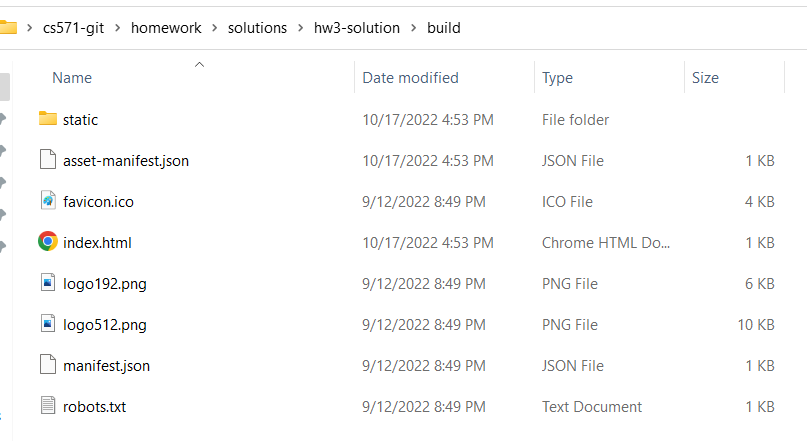 cs571-git > homework > solutions > hw3-solution > build
Name Date modified Type Size
static 10/17/2022 4:53 PM File folder
asset-manifest.json 10/17/2022 4:53 PM JSON File 1 KB
favicon.ico 9/12/2022 8:49 PM ICO File 4 KB
index.html 10/17/2022 4:53 PM Chrome HTML Do... 1 KB
logo192.png 9/12/2022 8:49 PM PNG File 6 KB
logo512.png 9/12/2022 8:49 PM PNG File 10 KB
manifest.json 9/12/2022 8:49 PM JSON File 1 KB
robots.txt 9/12/2022 8:49 PM Text Document 1 KB